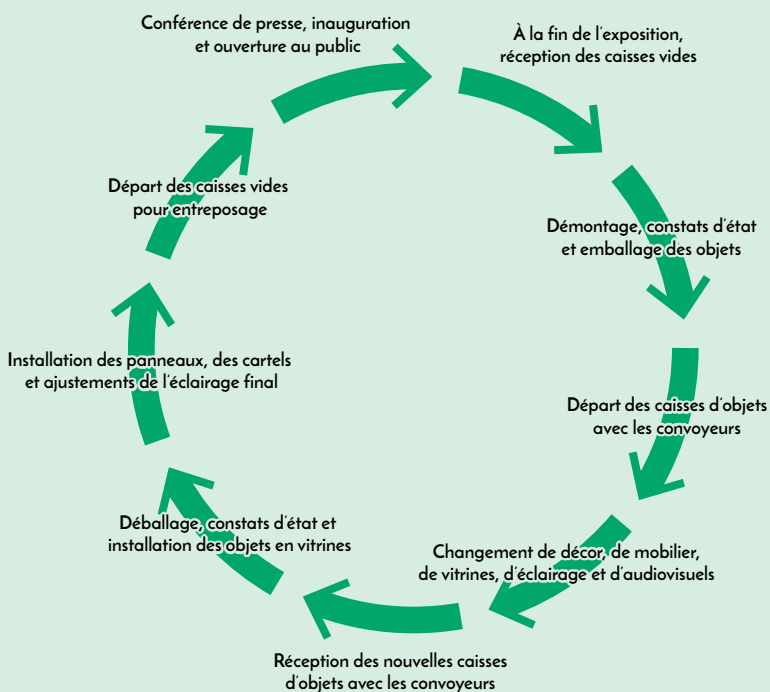 Conférence de presse, inauguration
et ouverture au public
À la fin de l'exposition,
réception des caisses vides
Démontage, constats d'état
et emballage des objets
Départ des caisses d'objets
avec les convoyeurs
Changement de décor, de mobilier,
de vitrines, d'éclairage et d'audiovisuels
Réception des nouvelles caisses
d'objets avec les convoyeurs
Déballage, constats d'état et
installation des objets en vitrines
Installation des panneaux, des cartels
et ajustements de l'éclairage final
Départ des caisses vides
pour entreposage